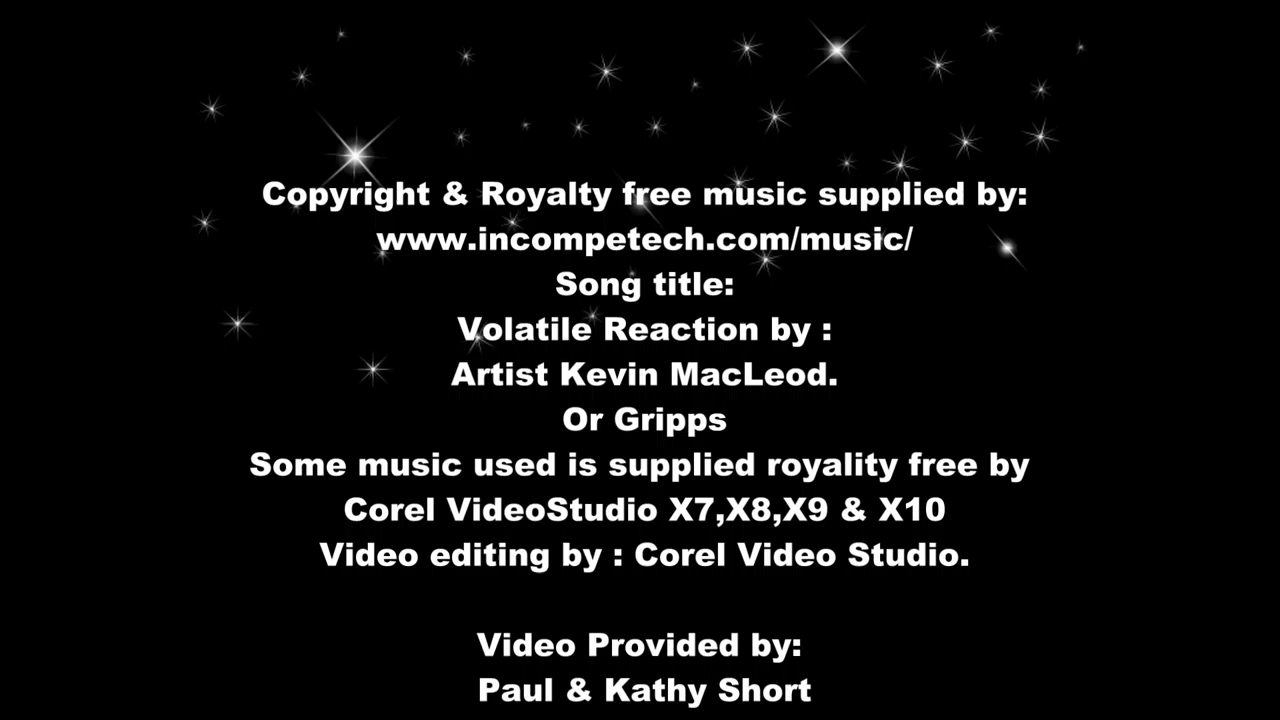 Copyright & Royalty free music supplied by:
www.incompetech.com/music/
Song title:
Volatile Reaction by :
Artist Kevin MacLeod.
Or Gripps
Some music used is supplied royality free by
Corel VideoStudio X7,X8,X9 & X10
Video editing by : Corel Video Studio.
Video Provided by:
Paul & Kathy Short